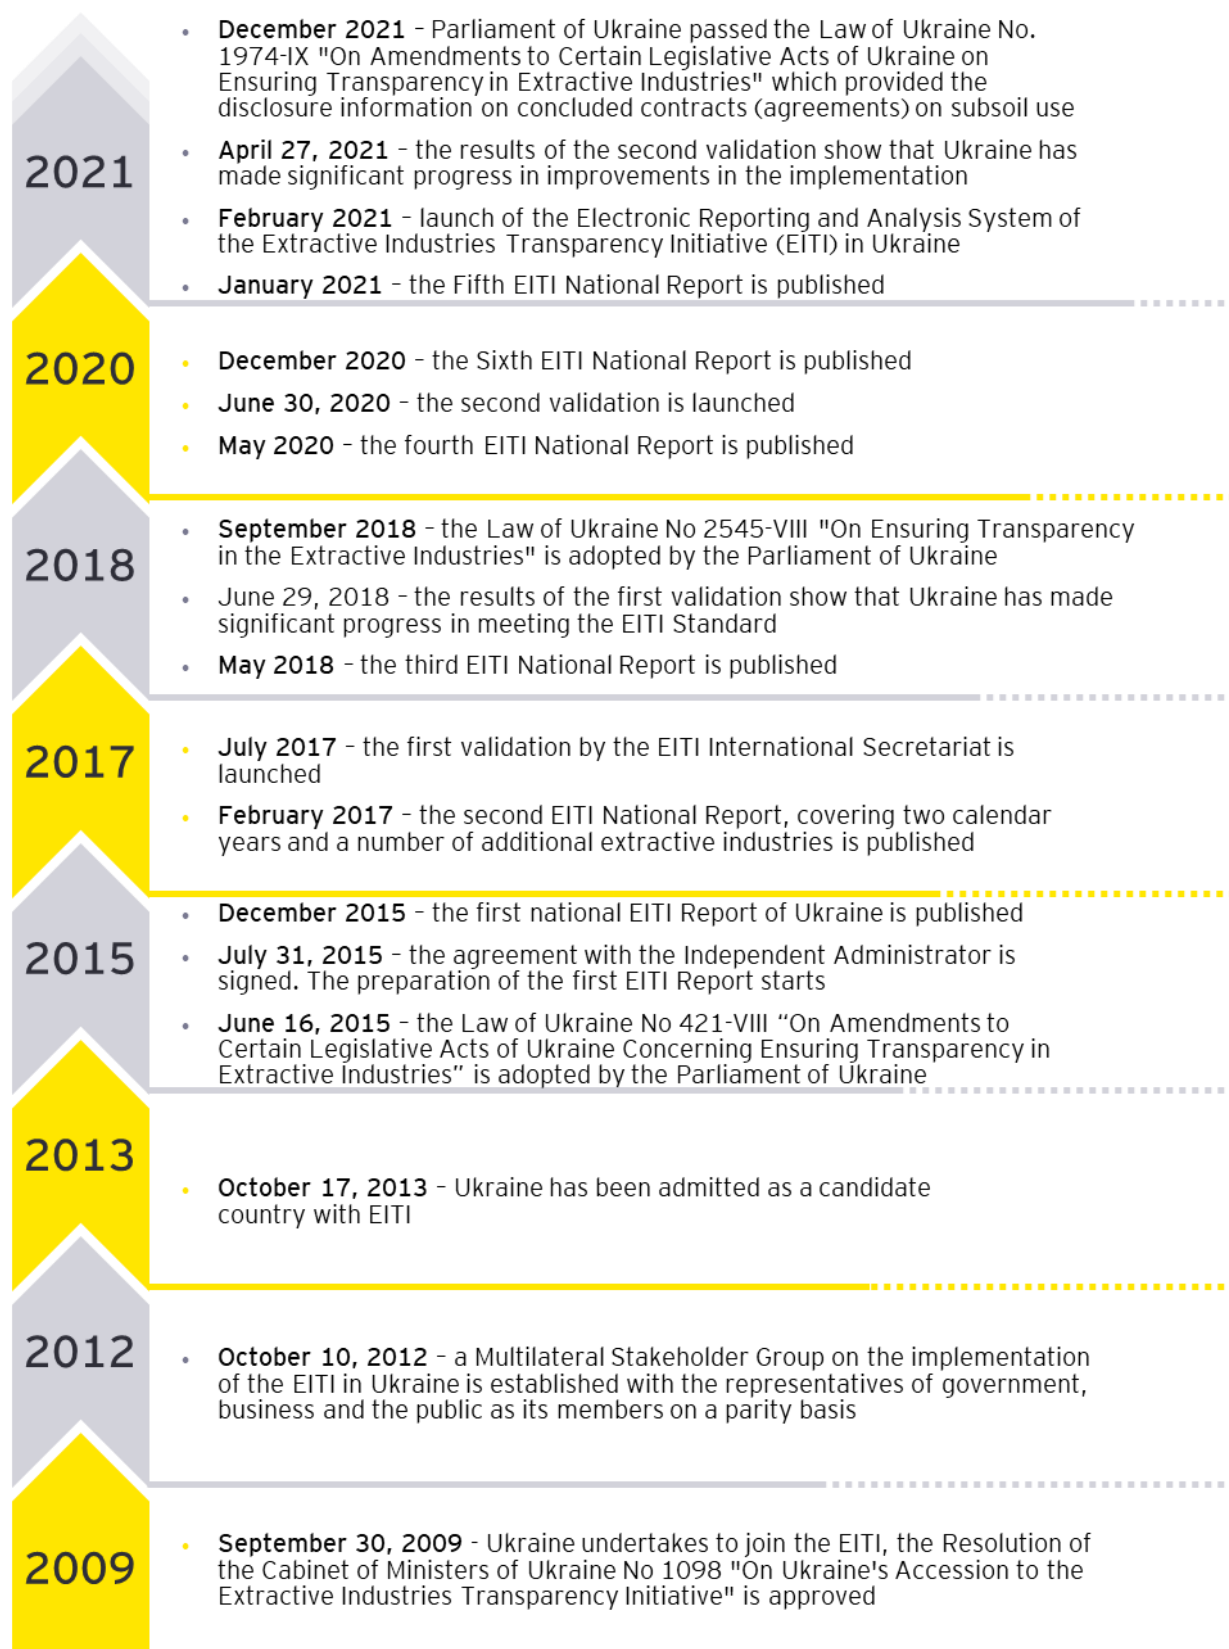 2021
• December 2021 – Parliament of Ukraine passed the Law of Ukraine No.
1974-IX "On Amendments to Certain Legislative Acts of Ukraine on
Ensuring Transparency in Extractive Industries" which provided the
disclosure information on concluded contracts (agreements) on subsoil use
• April 27, 2021 – the results of the second validation show that Ukraine has
made significant progress in improvements in the implementation
• February 2021 – launch of the Electronic Reporting and Analysis System of
the Extractive Industries Transparency Initiative (EITI) in Ukraine
• January 2021 – the Fifth EITI National Report is published
2020
• December 2020 – the Sixth EITI National Report is published
• June 30, 2020 – the second validation is launched
• May 2020 – the fourth EITI National Report is published
2018
• September 2018 – the Law of Ukraine No 2545-VIII "On Ensuring Transparency
in the Extractive Industries" is adopted by the Parliament of Ukraine
• June 29, 2018 – the results of the first validation show that Ukraine has made
significant progress in meeting the EITI Standard
• May 2018 – the third EITI National Report is published
2017
• July 2017 – the first validation by the EITI International Secretariat is
launched
• February 2017 – the second EITI National Report, covering two calendar
years and a number of additional extractive industries is published
2015
• December 2015 – the first national EITI Report of Ukraine is published
• July 31, 2015 – the agreement with the Independent Administrator is
signed. The preparation of the first EITI Report starts
• June 16, 2015 – the Law of Ukraine No 421-VIII “On Amendments to
Certain Legislative Acts of Ukraine Concerning Ensuring Transparency in
Extractive Industries” is adopted by the Parliament of Ukraine
2013
• October 17, 2013 – Ukraine has been admitted as a candidate
country with EITI
2012
• October 10, 2012 – a Multilateral Stakeholder Group on the implementation
of the EITI in Ukraine is established with the representatives of government,
business and the public as its members on a parity basis
2009
• September 30, 2009 - Ukraine undertakes to join the EITI, the Resolution of
the Cabinet of Ministers of Ukraine No 1098 "On Ukraine's Accession to the
Extractive Industries Transparency Initiative" is approved